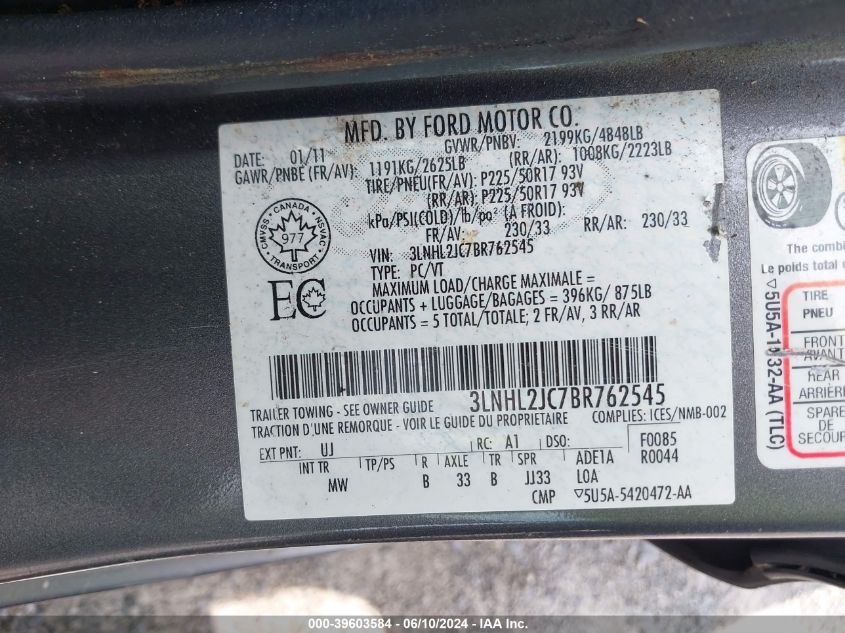 MFD. BY FORD MOTOR CO.
DATE: 01/11 GVWR/PNBV: 2199KG/4848LB
GAWR/PNBE (FR/AV): 1191KG/2625LB (RR/AR): 1008KG/2223LB
TIRE/PNEU(FR/AV): P225/50R17 93V
(RR/AR): P225/50R17 93V
kPa/PSI(COLD)/lb/po² (À FROID):
FR/AV: 230/33 RR/AR: 230/33
VIN: 3LNHL2JC7BR762545
TYPE: PC/VT
MAXIMUM LOAD/CHARGE MAXIMALE =
OCCUPANTS + LUGGAGE/BAGAGES = 396KG/ 875LB
OCCUPANTS = 5 TOTAL/TOTALE; 2 FR/AV, 3 RR/AR
CANADA
CMVSS NSVAC
977
TRANSPORT
EC
3LNHL2JC7BR762545
TRAILER TOWING - SEE OWNER GUIDE COMPLIES: ICES/NMB-002
TRACTION D'UNE REMORQUE - VOIR LE GUIDE DU PROPRIETAIRE
EXT PNT: UJ RC: A1 DSO: F0085
INT TR TP/PS R AXLE TR SPR ADE1A R0044
MW B 33 B JJ33 LOA
CMP ▽5U5A-5420472-AA
The combin
Le poids total
TIRE
PNEU
FRONT
AVANT
REAR
ARRIÈRE
SPARE
DE
SECOUR
000-39603584 - 06/10/2024 - IAA Inc.